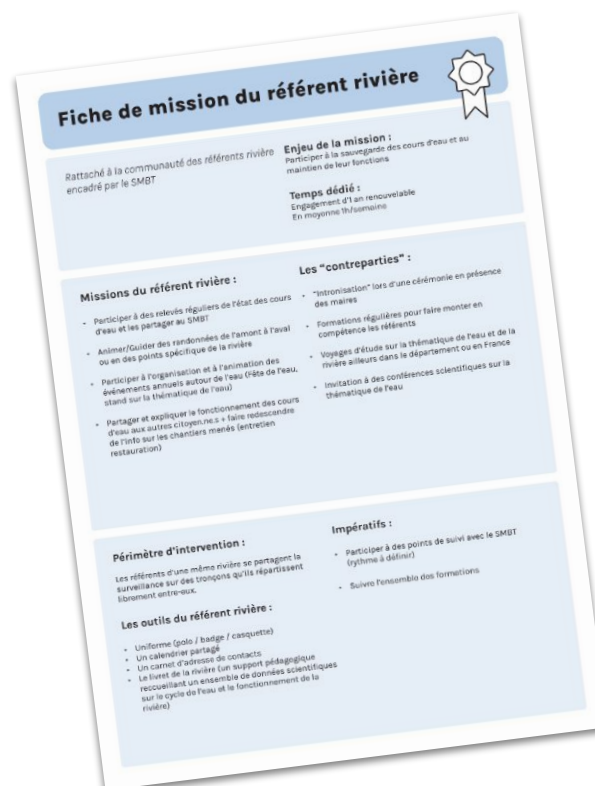 Fiche de mission du référent rivière
Rattaché à la communauté des référents rivière
encadré par le SMBT
Enjeu de la mission :
Participer à la sauvegarde des cours d'eau et au
maintien de leur fonctions
Temps dédié :
Engagement d'1 an renouvelable
En moyenne 1h/semaine
Missions du référent rivière :
• Participer à des relevés réguliers de l'état des cours
d'eau et les partager au SMBT
• Animer/Guider des randonnées de l'amont à l'aval
ou en des points spécifique de la rivière
• Participer à l'organisation et à l'animation des
événements annuels autour de l'eau (Fête de l'eau,
stand sur la thématique de l'eau)
• Partager et expliquer le fonctionnement des cours
d'eau aux autres citoyen.ne.s + faire redescendre
de l'info sur les chantiers menés (entretien
restauration)
Les "contreparties" :
• "Intronisation" lors d'une cérémonie en présence
des maires
• Formations régulières pour faire monter en
compétence les référents
• Voyages d'étude sur la thématique de l'eau et de la
rivière ailleurs dans le département ou en France
• Invitation à des conférences scientifiques sur la
thématique de l'eau
Périmètre d'intervention :
Les référents d'une même rivière se partagent la
surveillance sur des tronçons qu'ils répartissent
librement entre-eux.
Les outils du référent rivière :
• Uniforme (polo / badge / casquette)
• Un calendrier partagé
• Un carnet d'adresse de contacts
• Le livret de la rivière (un support pédagogique
reccueillant un ensemble de données scientifiques
sur le cycle de l'eau et le fonctionnement de la
rivière)
Impératifs :
• Participer à des points de suivi avec le SMBT
(rythme à définir)
• Suivre l'ensemble des formations